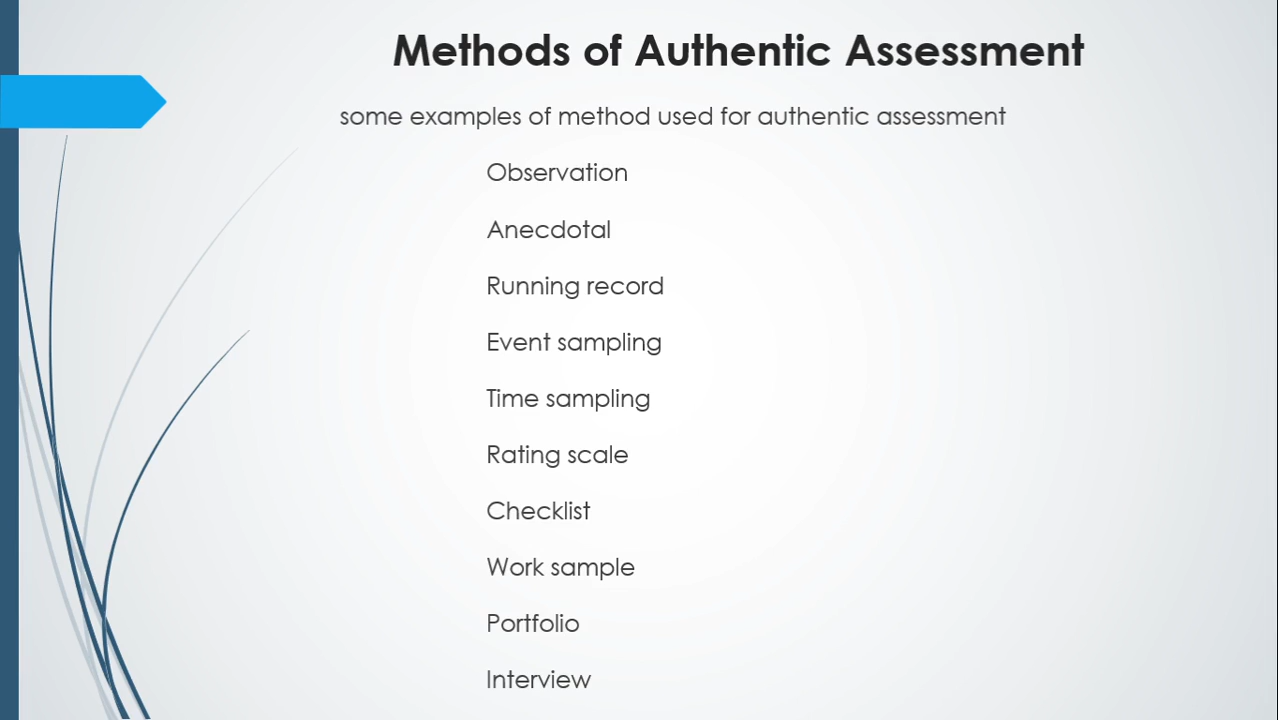 Methods of Authentic Assessment
some examples of method used for authentic assessment
Observation
Anecdotal
Running record
Event sampling
Time sampling
Rating scale
Checklist
Work sample
Portfolio
Interview